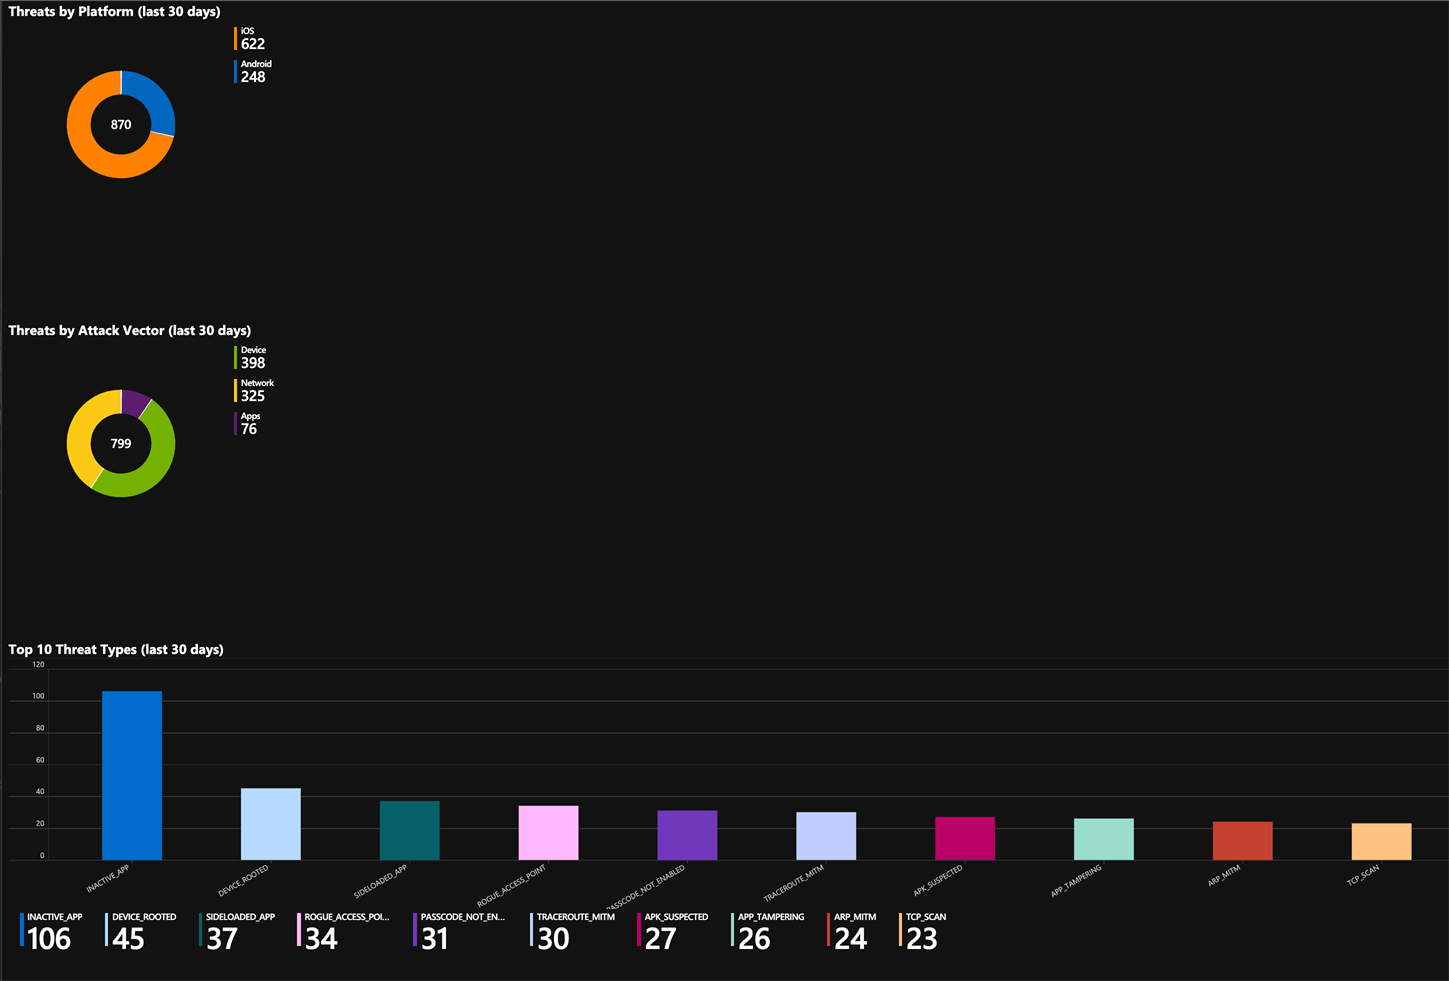 Threats by Platform (last 30 days)
iOS
622
Android
248
870
Threats by Attack Vector (last 30 days)
Device
398
Network
325
Apps
76
799
Top 10 Threat Types (last 30 days)
120
100
80
60
40
20
0
INACTIVE_APP
DEVICE_ROOTED
SIDELOADED_APP
ROGUE_ACCESS_POINT
PASSCODE_NOT_ENABLED
TRACEROUTE_MITM
APK_SUSPECTED
APP_TAMPERING
ARP_MITM
TCP_SCAN
INACTIVE_APP
106
DEVICE_ROOTED
45
SIDELOADED_APP
37
ROGUE_ACCESS_POI...
34
PASSCODE_NOT_EN...
31
TRACEROUTE_MITM
30
APK_SUSPECTED
27
APP_TAMPERING
26
ARP_MITM
24
TCP_SCAN
23